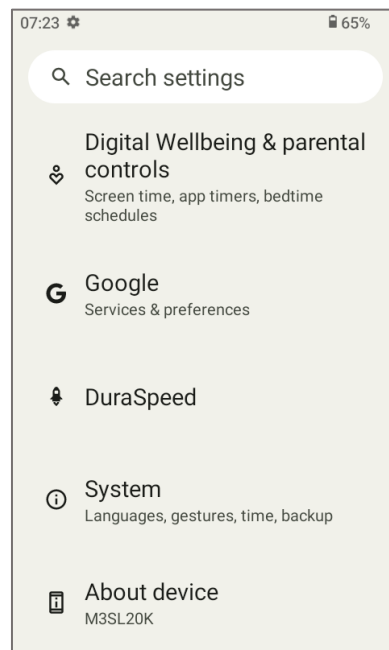 07:23 65%
Search settings
Digital Wellbeing & parental
controls
Screen time, app timers, bedtime
schedules
Google
Services & preferences
DuraSpeed
System
Languages, gestures, time, backup
About device
M3SL20K